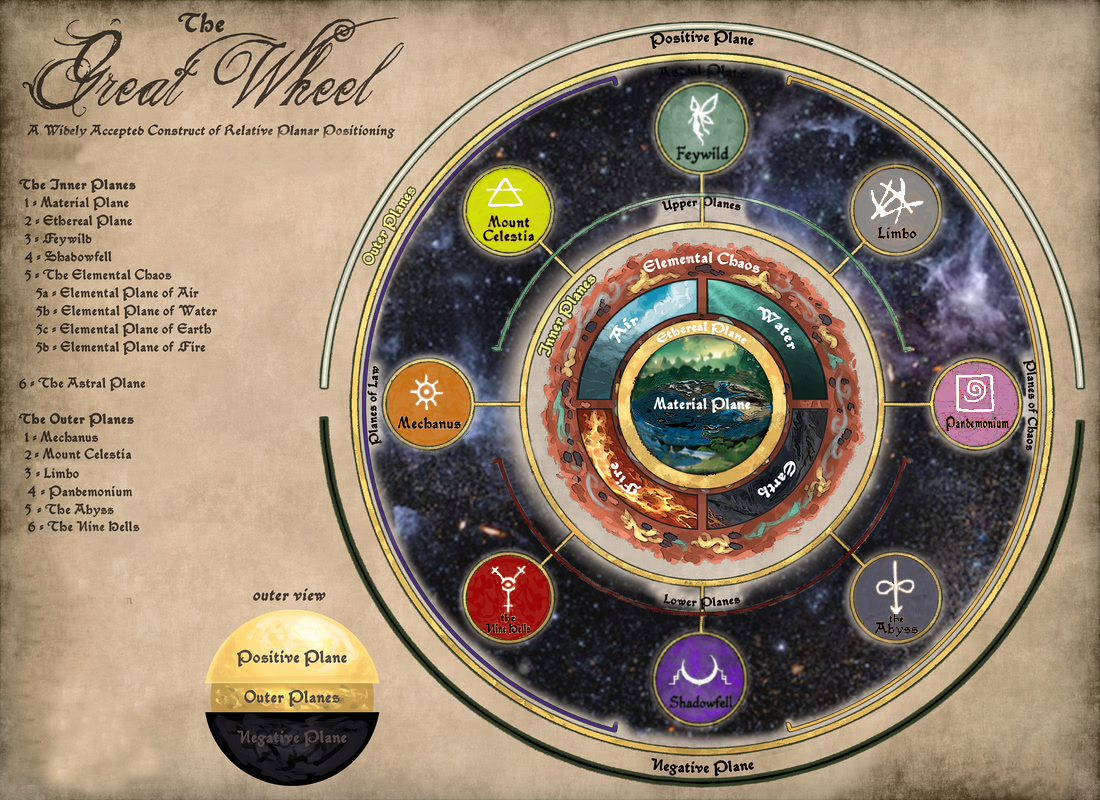 The
Great Wheel
A Widely Accepted Construct of Relative Planar Positioning
The Inner Planes
1 = Material Plane
2 = Ethereal Plane
3 = Feywild
4 = Shadowfell
5 = The Elemental Chaos
5a = Elemental Plane of Air
5b = Elemental Plane of Water
5c = Elemental Plane of Earth
5d = Elemental Plane of Fire
6 = The Astral Plane
The Outer Planes
1 = Mechanus
2 = Mount Celestia
3 = Limbo
4 = Pandemonium
5 = The Abyss
6 = The Nine Hells
outer view
Positive Plane
Outer Planes
Negative Plane
Positive Plane
Astral Plane
Outer Planes
Feywild
Mount
Celestia
Upper Planes
Limbo
Inner Planes
Elemental Chaos
Air
Water
Ethereal Plane
Material Plane
Planes of Law
Mechanus
Pandemonium
Planes of Chaos
Fire
Earth
the
Nine Hells
Lower Planes
the
Abyss
Shadowfell
Negative Plane